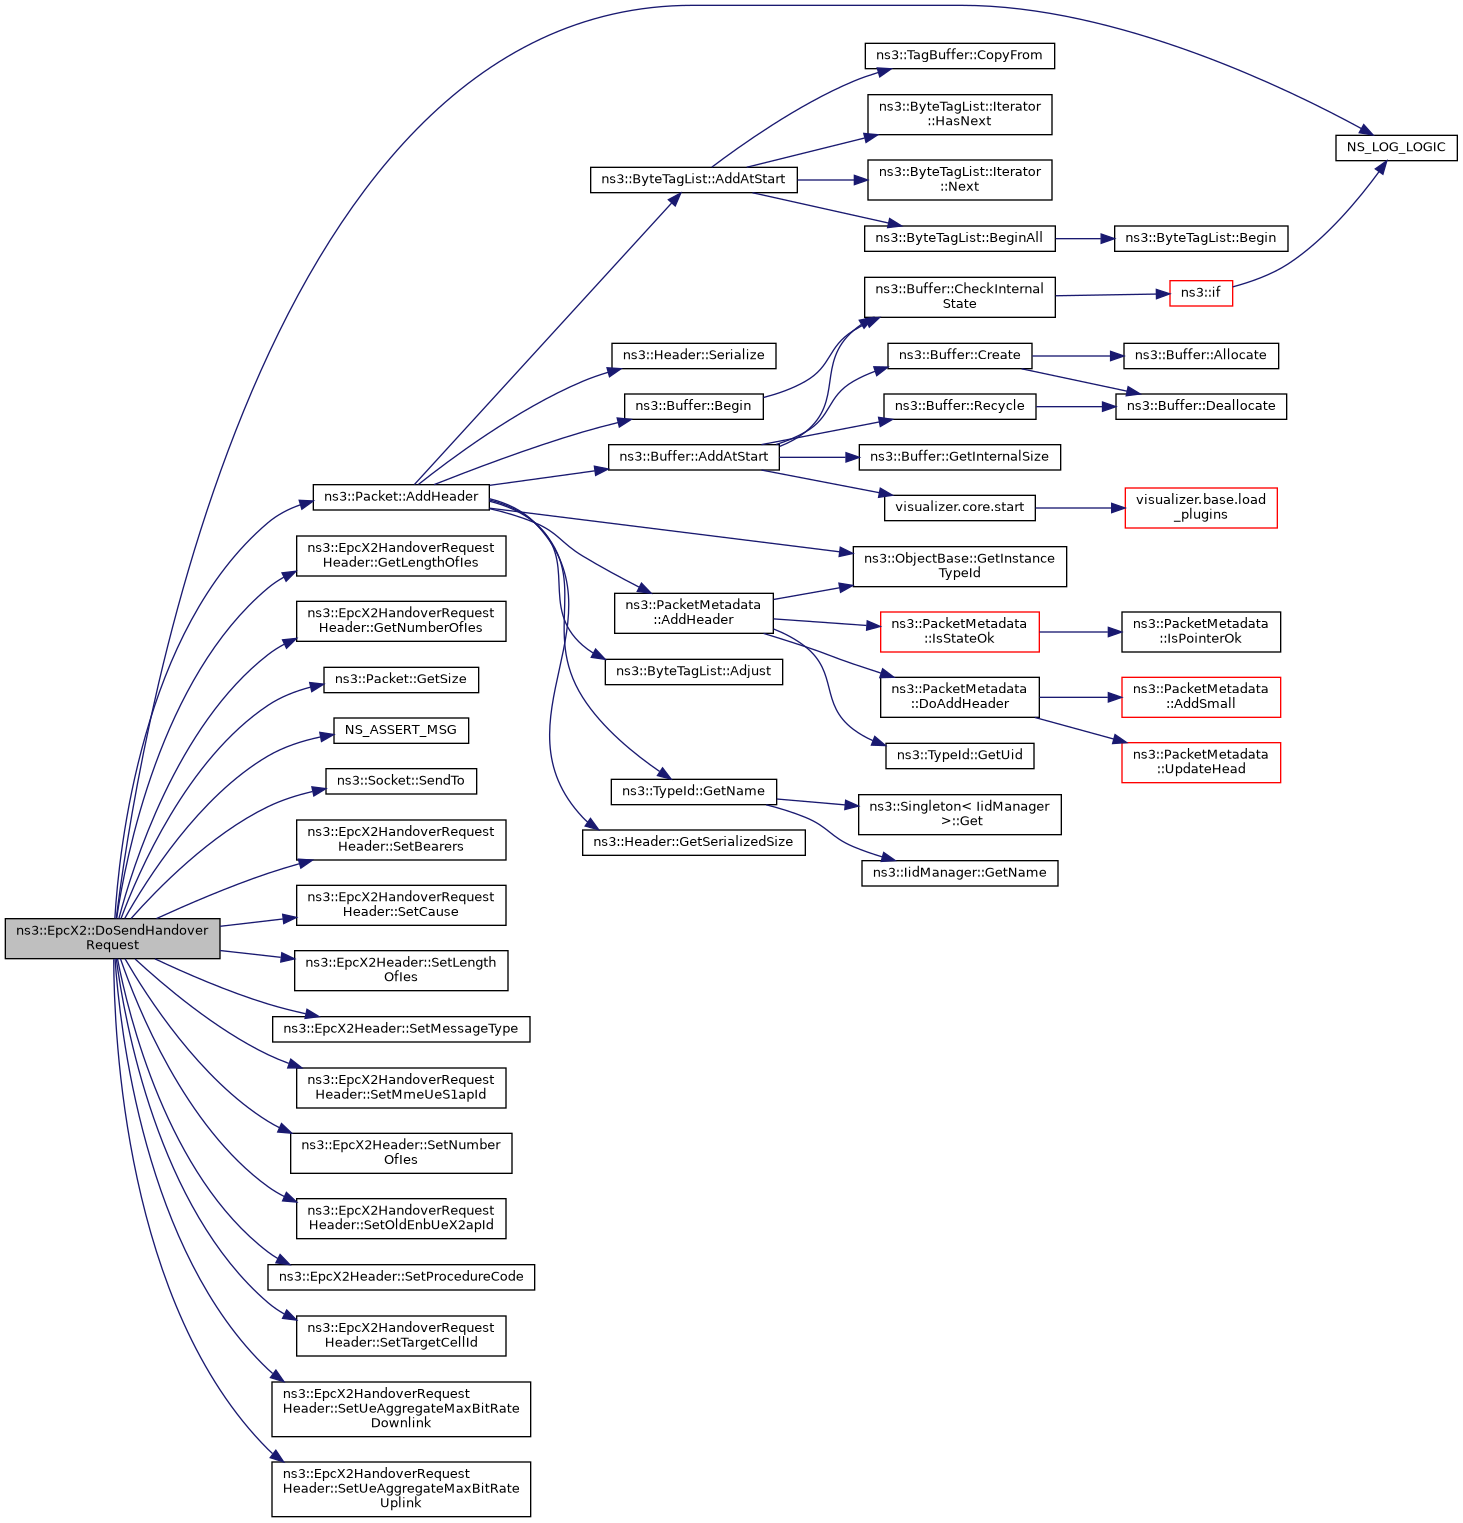 ns3::EpcX2::DoSendHandover
Request
ns3::Packet::AddHeader
ns3::EpcX2HandoverRequest
Header::GetLengthOfIes
ns3::EpcX2HandoverRequest
Header::GetNumberOfIes
ns3::Packet::GetSize
NS_ASSERT_MSG
ns3::Socket::SendTo
ns3::EpcX2HandoverRequest
Header::SetBearers
ns3::EpcX2HandoverRequest
Header::SetCause
ns3::EpcX2Header::SetLength
OfIes
ns3::EpcX2Header::SetMessageType
ns3::EpcX2HandoverRequest
Header::SetMmeUeS1apId
ns3::EpcX2Header::SetNumber
OfIes
ns3::EpcX2HandoverRequest
Header::SetOldEnbUeX2apId
ns3::EpcX2Header::SetProcedureCode
ns3::EpcX2HandoverRequest
Header::SetTargetCellId
ns3::EpcX2HandoverRequest
Header::SetUeAggregateMaxBitRate
Downlink
ns3::EpcX2HandoverRequest
Header::SetUeAggregateMaxBitRate
Uplink
ns3::ByteTagList::AddAtStart
ns3::Header::Serialize
ns3::Buffer::Begin
ns3::Buffer::AddAtStart
ns3::PacketMetadata
::AddHeader
ns3::ByteTagList::Adjust
ns3::TypeId::GetName
ns3::Header::GetSerializedSize
ns3::TagBuffer::CopyFrom
ns3::ByteTagList::Iterator
::HasNext
ns3::ByteTagList::Iterator
::Next
ns3::ByteTagList::BeginAll
ns3::Buffer::CheckInternal
State
ns3::Buffer::Create
ns3::Buffer::Recycle
ns3::Buffer::GetInternalSize
visualizer.core.start
ns3::ObjectBase::GetInstance
TypeId
ns3::PacketMetadata
::IsStateOk
ns3::PacketMetadata
::DoAddHeader
ns3::TypeId::GetUid
ns3::Singleton< IidManager
>::Get
ns3::IidManager::GetName
ns3::ByteTagList::Begin
ns3::if
ns3::Buffer::Allocate
ns3::Buffer::Deallocate
visualizer.base.load
_plugins
ns3::PacketMetadata
::IsPointerOk
ns3::PacketMetadata
::AddSmall
ns3::PacketMetadata
::UpdateHead
NS_LOG_LOGIC